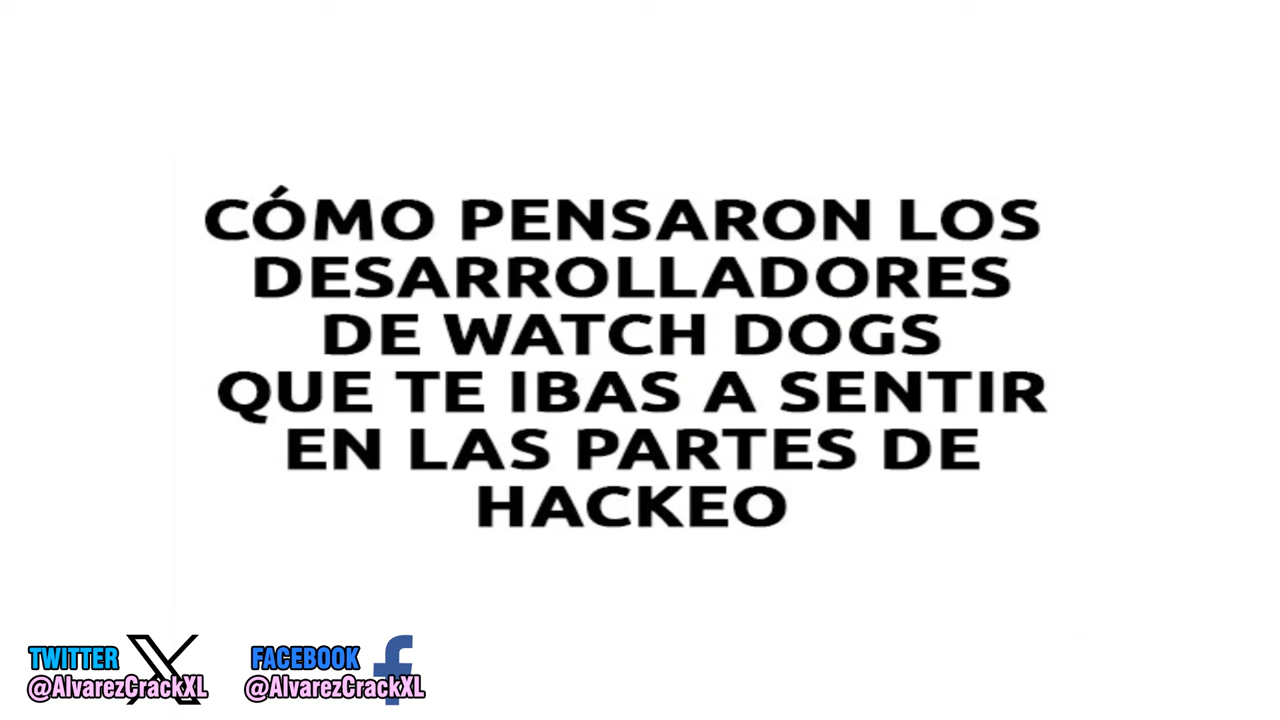 CÓMO PENSARON LOS
DESARROLLADORES
DE WATCH DOGS
QUE TE IBAS A SENTIR
EN LAS PARTES DE
HACKEO
TWITTER
@AlvarezCrackXL
FACEBOOK
@AlvarezCrackXL